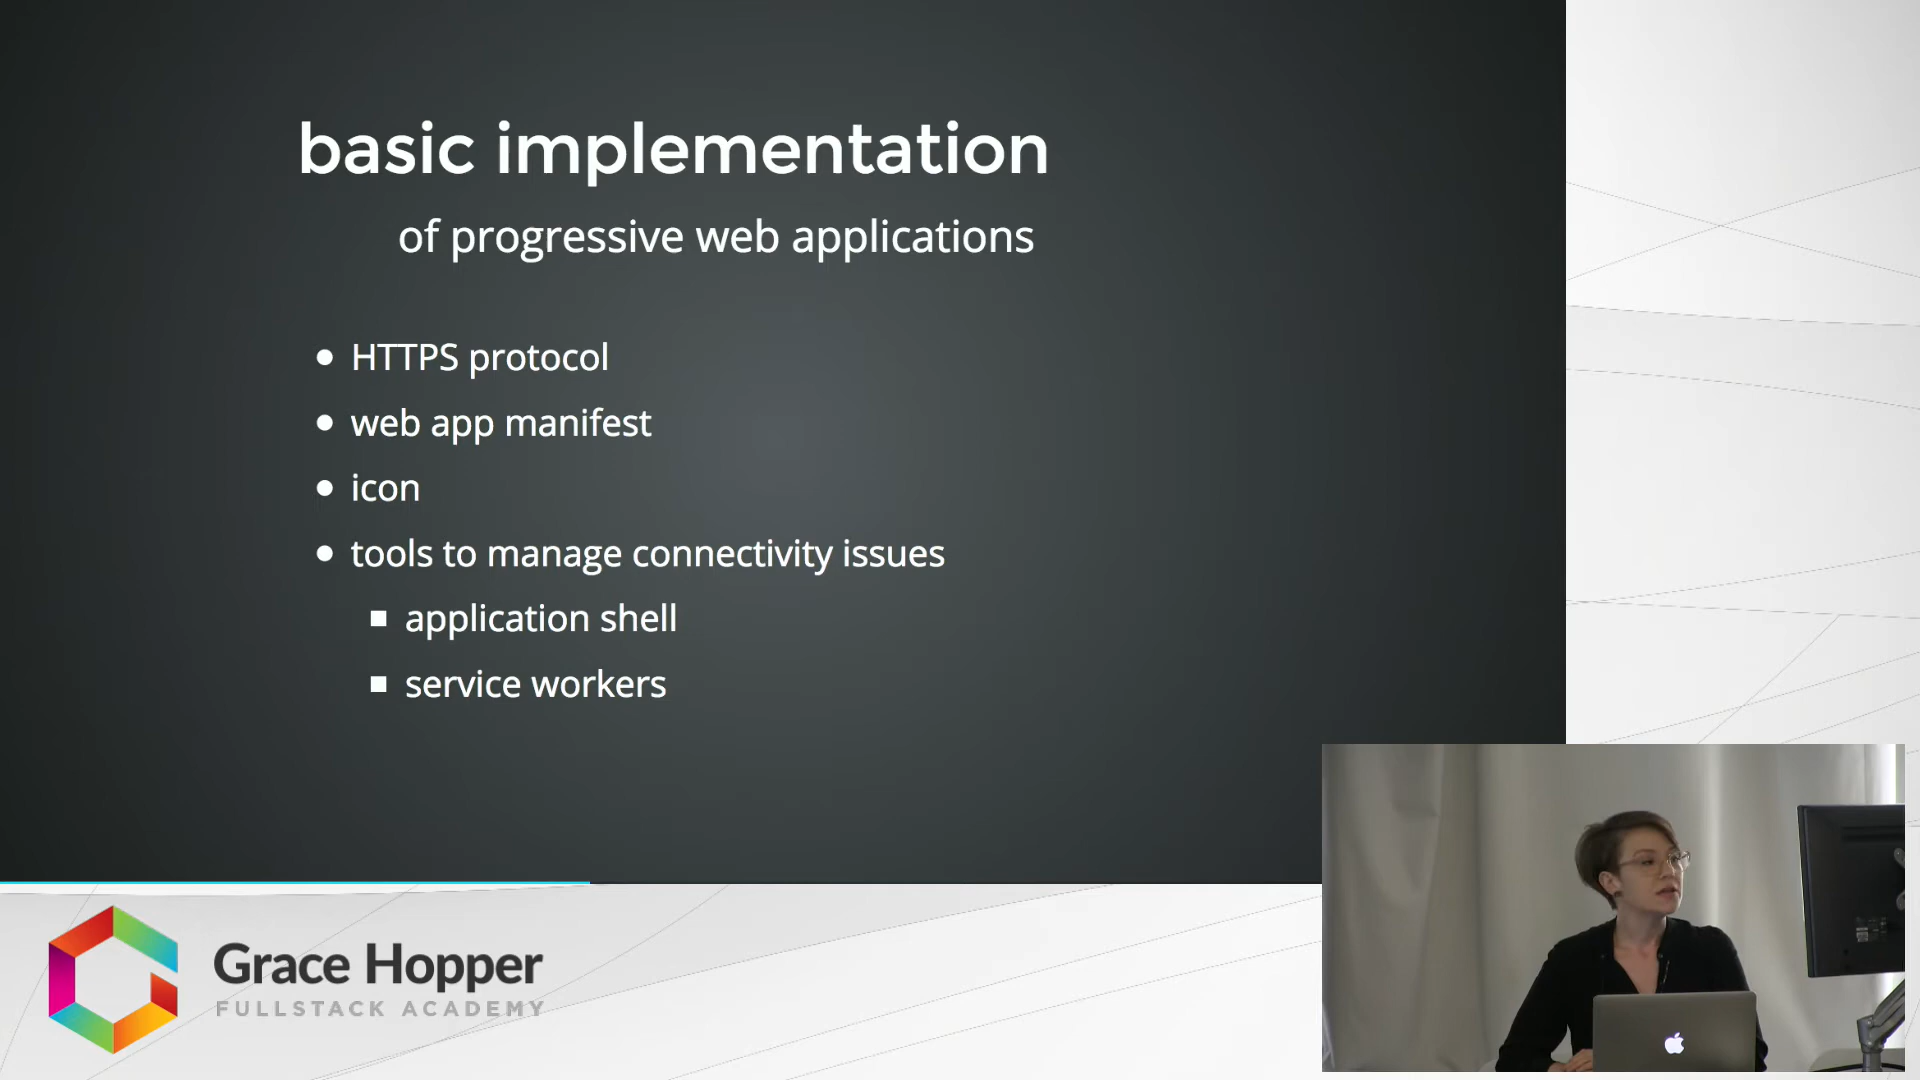 basic implementation
of progressive web applications
HTTPS protocol
web app manifest
icon
tools to manage connectivity issues
application shell
service workers
Grace Hopper
FULLSTACK ACADEMY